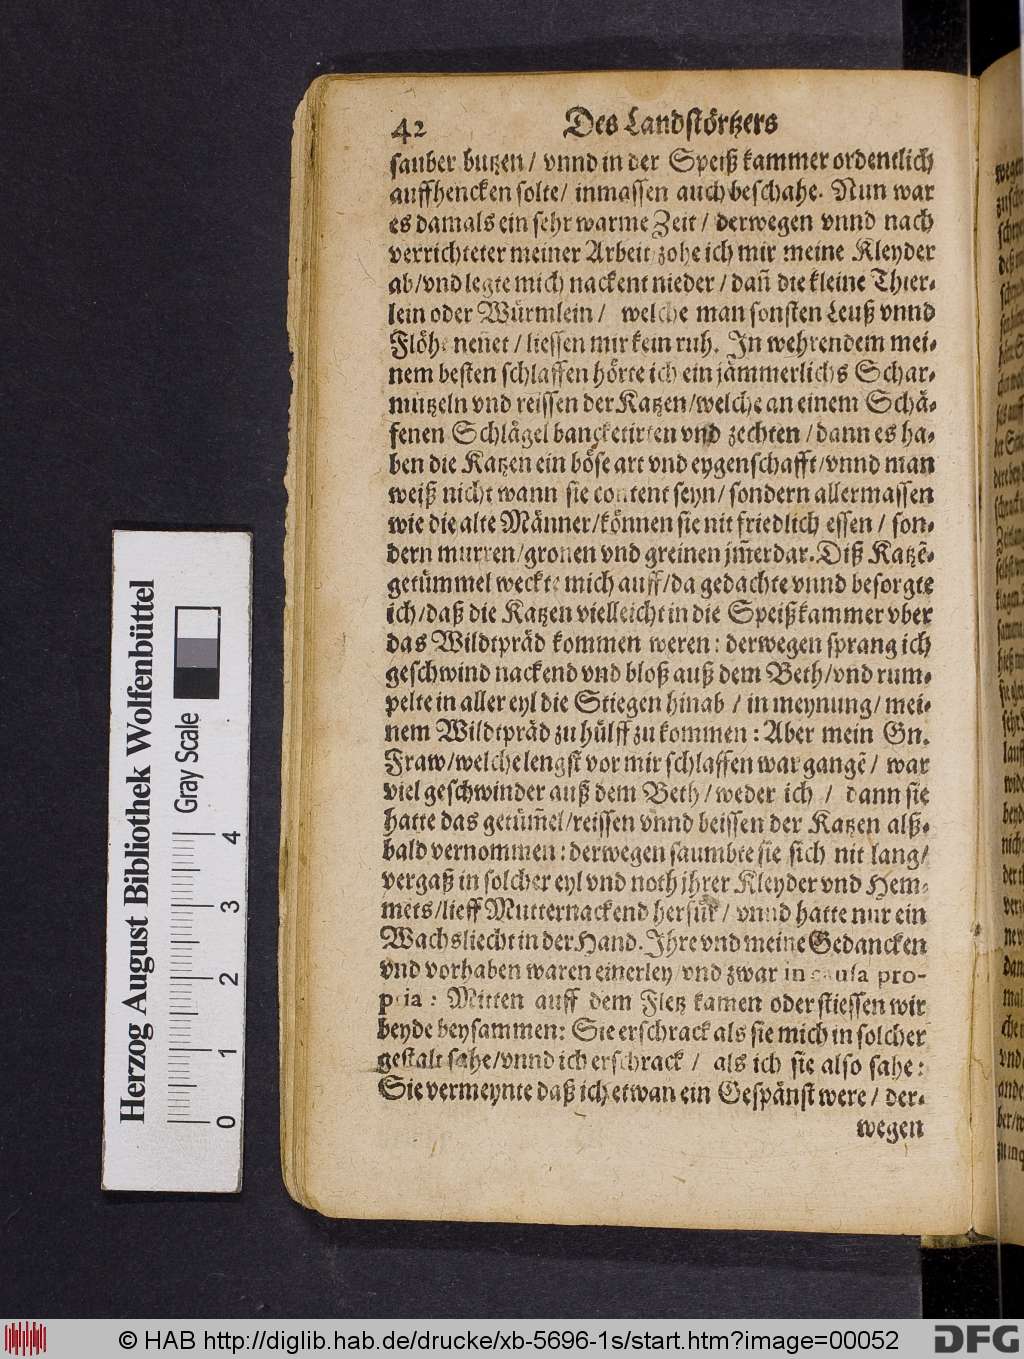 42 Des Landstörtzers
sauber butzen / vnnd in der Speiß kammer ordentlich
auffhencken solte / inmassen auch beschahe. Nun war
es damals ein sehr warme Zeit / derwegen vnnd nach
verrichteter meiner Arbeit zohe ich mir meine Kleyder
ab / vnd legte mich nackent nieder / dañ die kleine Thier-
lein oder Würmlein / welche man sonsten Leuß vnnd
Flöhe neñet / liessen mir kein ruh. In wehrendem mei-
nem besten schlaffen hörte ich ein jämmerlichs Schar-
mützeln vnd reissen der Katzen / welche an einem Schä-
fenen Schlägel bancketirten vnd zechten / dann es ha-
ben die Katzen ein böse art vnd eygenschafft / vnnd man
weiß nicht wann sie content seyn / sondern allermassen
wie die alte Männer / können sie nit friedlich essen / son-
dern murren / gronen vnd greinen jm̃erdar. Diß Katzẽ-
getümmel weckte mich auff / da gedachte vnnd besorgte
ich / daß die Katzen vielleicht in die Speißkammer vber
das Wildtpräd kommen weren : derwegen sprang ich
geschwind nackend vnd bloß auß dem Beth / vnd rum-
pelte in aller eyl die Stiegen hinab / in meynung / mei-
nem Wildtpräd zu hülff zu kommen : Aber mein Gn.
Fraw / welche lengst vor mir schlaffen war gangẽ / war
viel geschwinder auß dem Beth / weder ich / dann sie
hatte das getüm̃el / reissen vnnd beissen der Katzen alß-
bald vernommen : derwegen saumbte sie sich nit lang /
vergaß in solcher eyl vnd noth jhrer Kleyder vnd Hem-
mets / lieff Mutternackend herfür / vnnd hatte nur ein
Wachsliecht in der Hand. Ihre vnd meine Gedancken
vnd vorhaben waren einerley / vnd zwar in causa pro-
pria : Mitten auff dem Fletz kamen oder stiessen wir
beyde beysammen: Sie erschrack als sie mich in solcher
gestalt sahe / vnnd ich erschrack / als ich sie also sahe :
Sie vermeynte daß ich etwan ein Gespänst were / der-
wegen
Herzog August Bibliothek Wolfenbüttel
Gray Scale
0 1 2 3 4
© HAB http://diglib.hab.de/drucke/xb-5696-1s/start.htm?image=00052
DFG